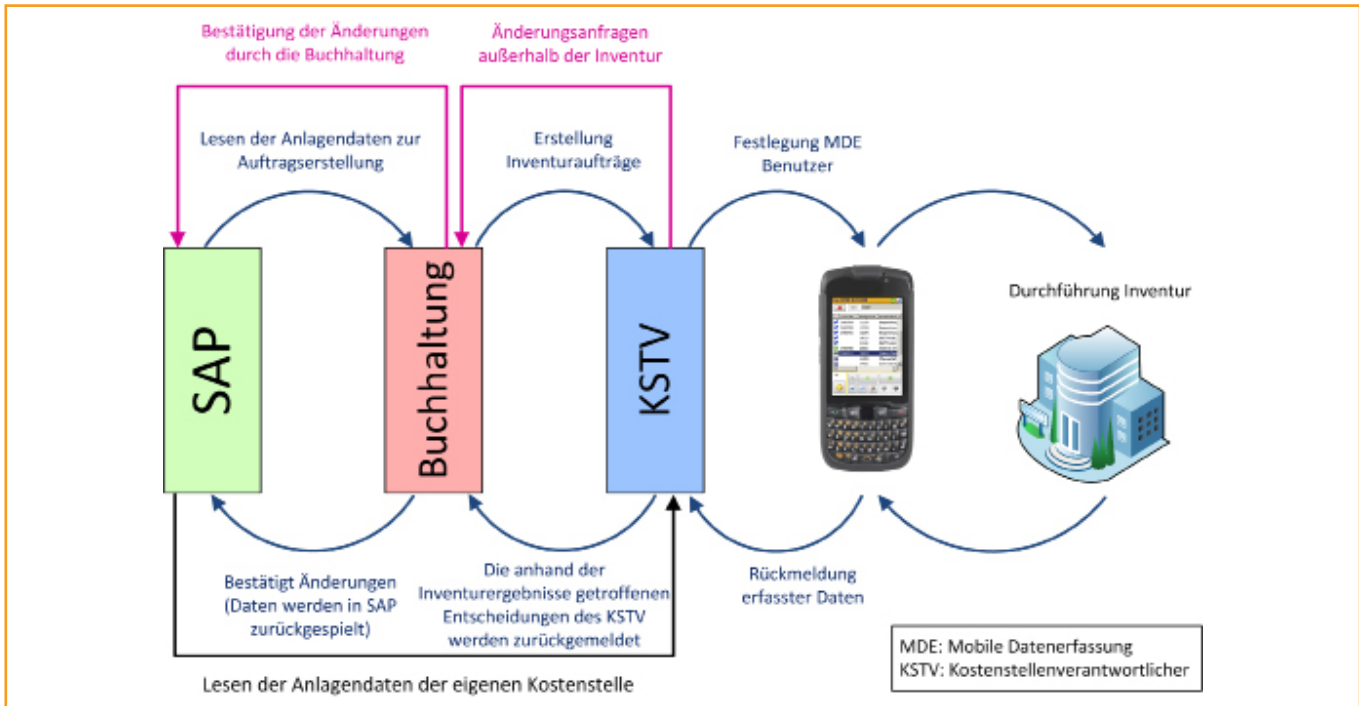 Bestätigung der Änderungen
durch die Buchhaltung
Änderungsanfragen
außerhalb der Inventur
Lesen der Anlagendaten zur
Auftragserstellung
Erstellung
Inventuraufträge
Festlegung MDE
Benutzer
SAP
Buchhaltung
KSTV
Durchführung Inventur
Bestätigt Änderungen
(Daten werden in SAP
zurückgespielt)
Die anhand der
Inventurergebnisse getroffenen
Entscheidungen des KSTV
werden zurückgemeldet
Rückmeldung
erfasster Daten
Lesen der Anlagendaten der eigenen Kostenstelle
MDE: Mobile Datenerfassung
KSTV: Kostenstellenverantwortlicher